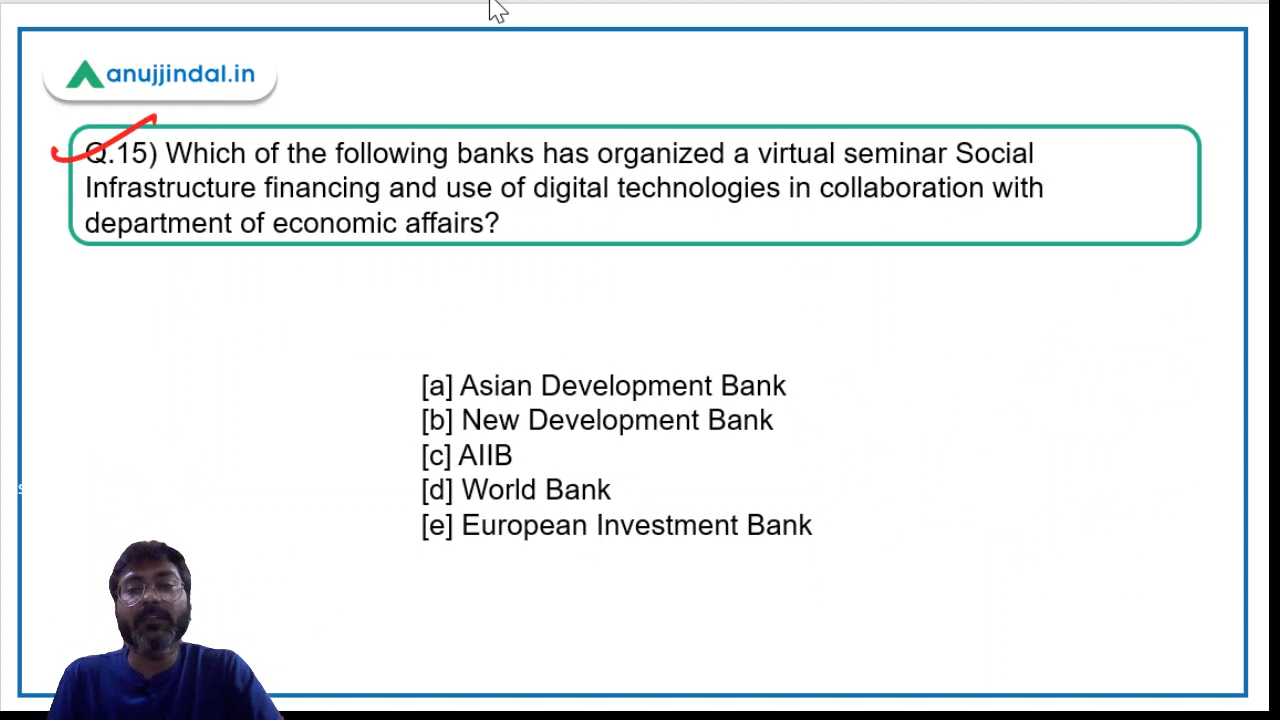 anujjindal.in
Q.15) Which of the following banks has organized a virtual seminar Social
Infrastructure financing and use of digital technologies in collaboration with
department of economic affairs?
[a] Asian Development Bank
[b] New Development Bank
[c] AIIB
[d] World Bank
[e] European Investment Bank